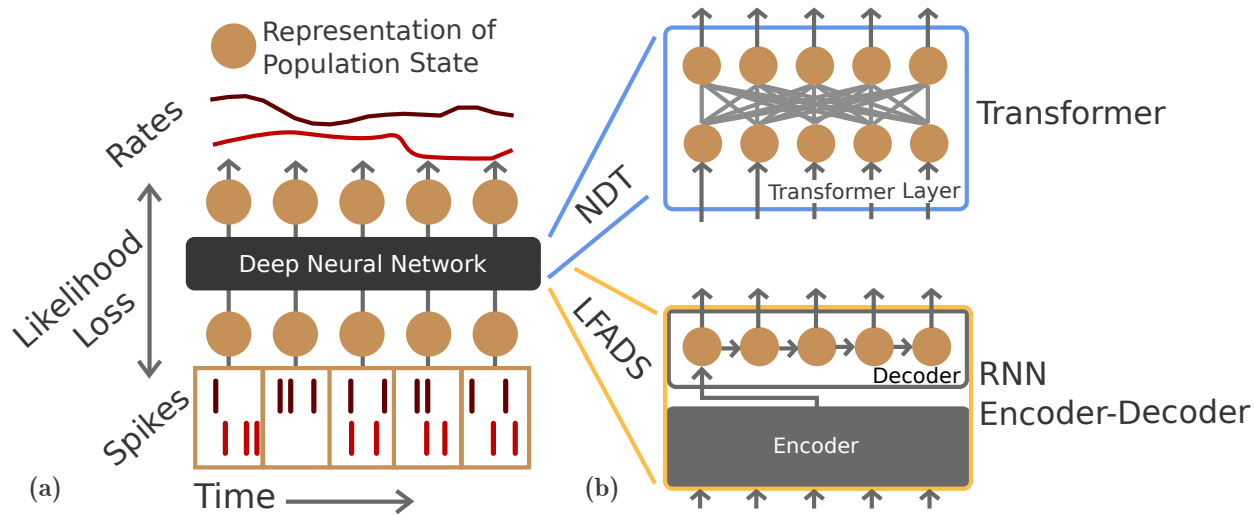 Representation of
Population State
Rates
Likelihood
Loss
Deep Neural Network
Spikes
Time
(a)
NDT
Transformer Layer
Transformer
LFADS
Decoder
Encoder
RNN
Encoder-Decoder
(b)